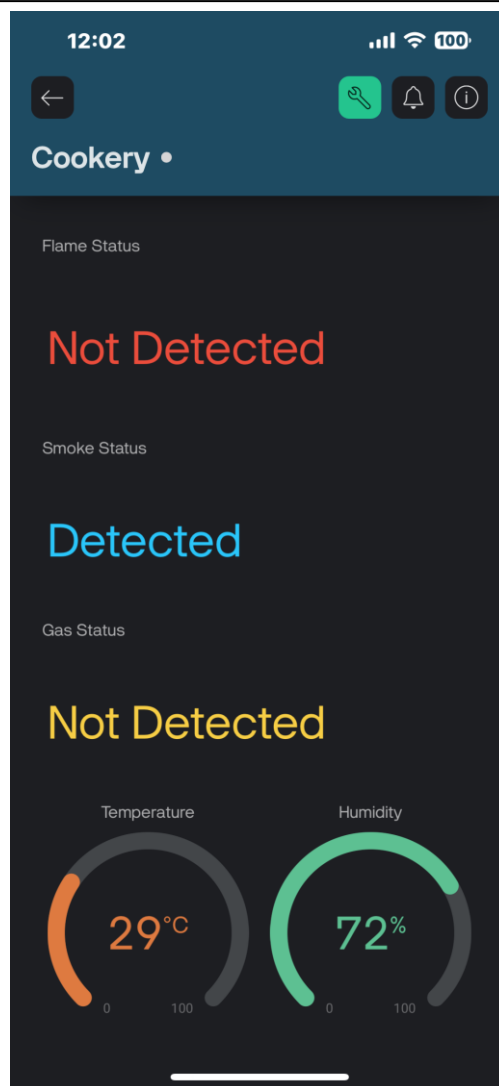 12:02
100
Cookery
Flame Status
Not Detected
Smoke Status
Detected
Gas Status
Not Detected
Temperature Humidity
29°C 72%
0 100 0 100